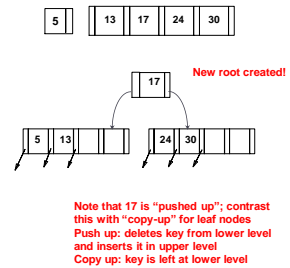 5 13 17 24 30
New root created!
17
5 13 24 30
Note that 17 is “pushed up”; contrast
this with “copy-up” for leaf nodes
Push up: deletes key from lower level
and inserts it in upper level
Copy up: key is left at lower level